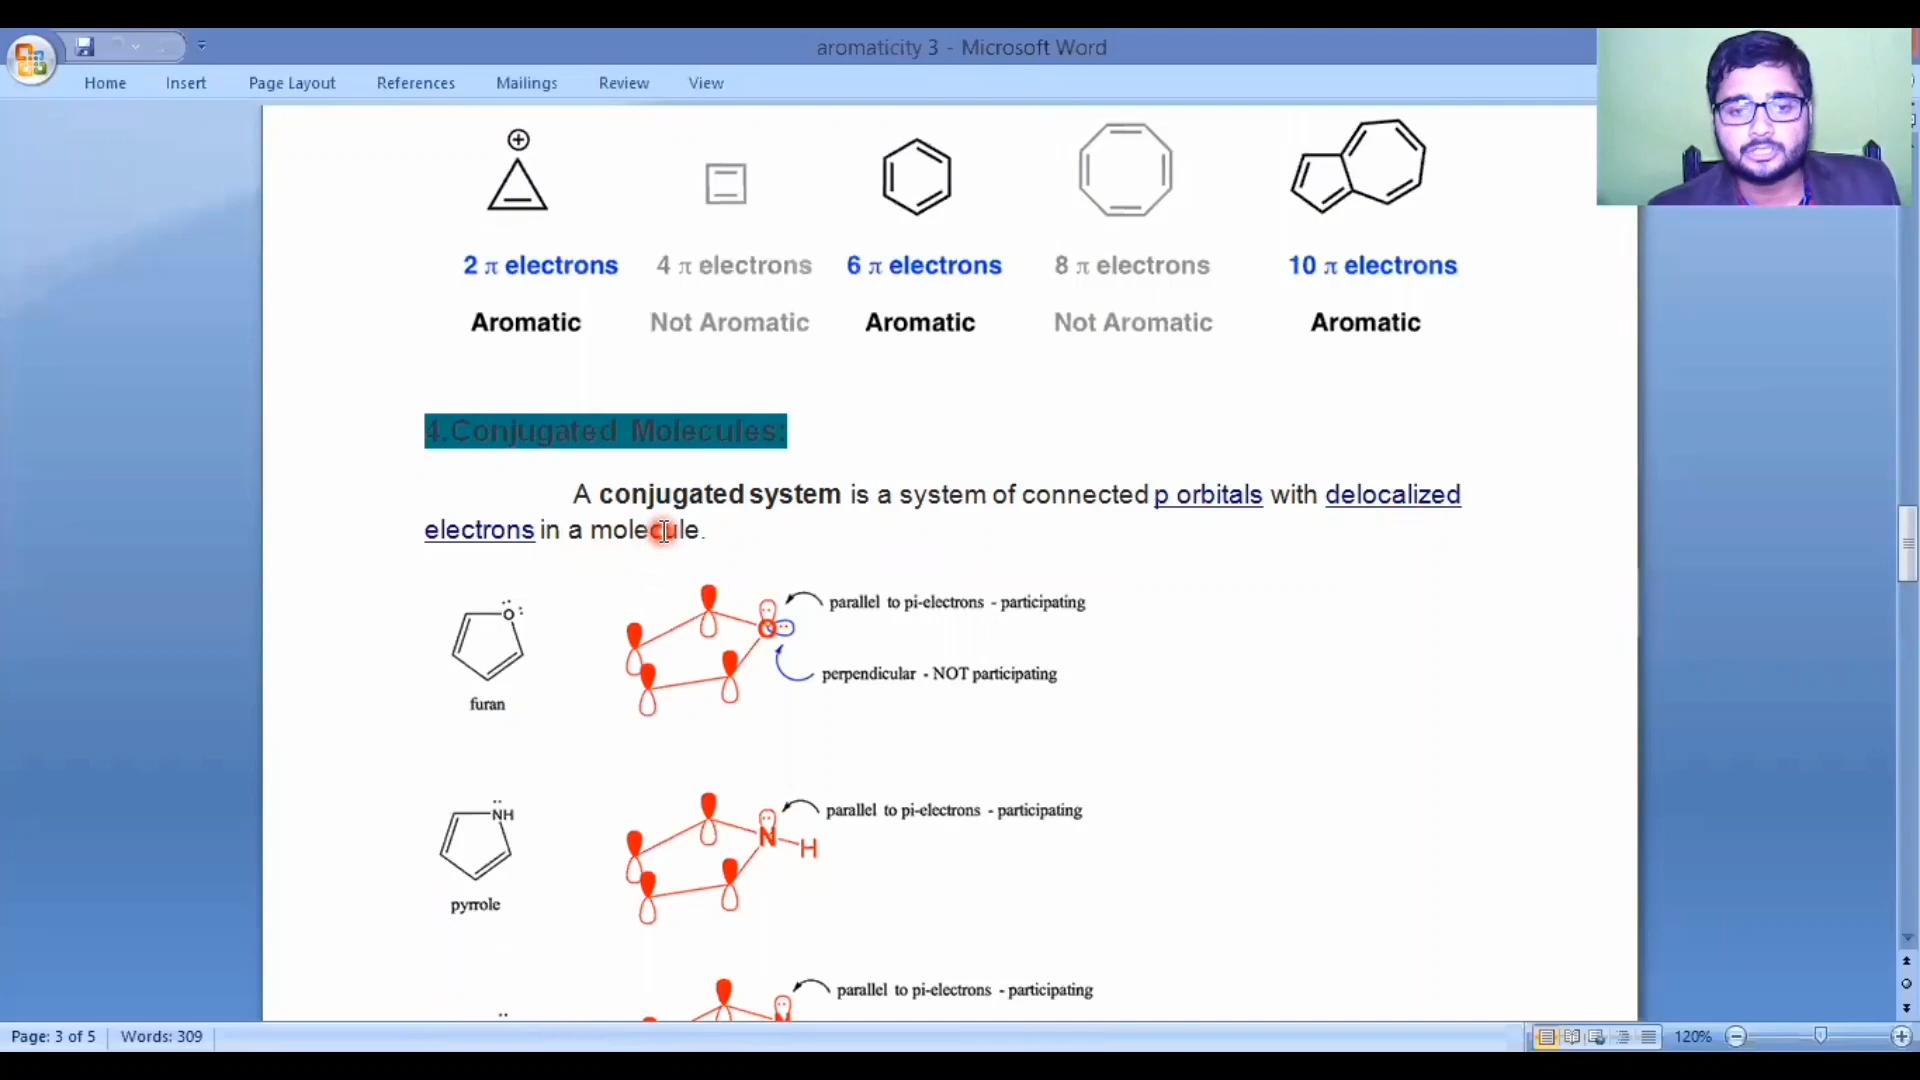 aromaticity 3 - Microsoft Word
Home Insert Page Layout References Mailings Review View
2 π electrons 4 π electrons 6 π electrons 8 π electrons 10 π electrons
Aromatic Not Aromatic Aromatic Not Aromatic Aromatic
4.Conjugated Molecules:
A conjugated system is a system of connected p orbitals with delocalized
electrons in a molecule.
O
O
parallel to pi-electrons - participating
perpendicular - NOT participating
furan
NH
N H
parallel to pi-electrons - participating
pyrrole
parallel to pi-electrons - participating
Page: 3 of 5 Words: 309 120%